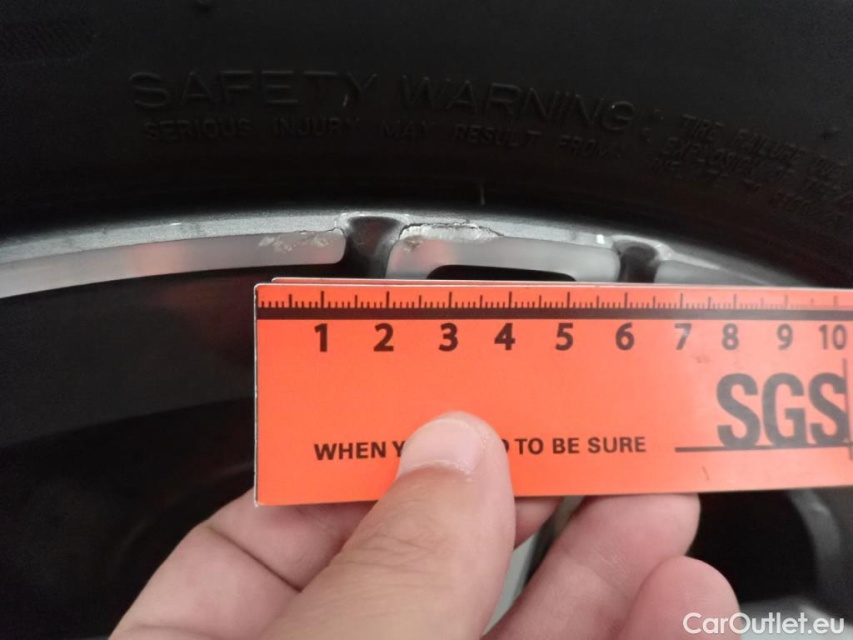 SAFETY WARNING
SERIOUS INJURY MAY RESULT FROM:
1 2 3 4 5 6 7 8 9 10
SGS
WHEN TO BE SURE
CarOutlet.eu